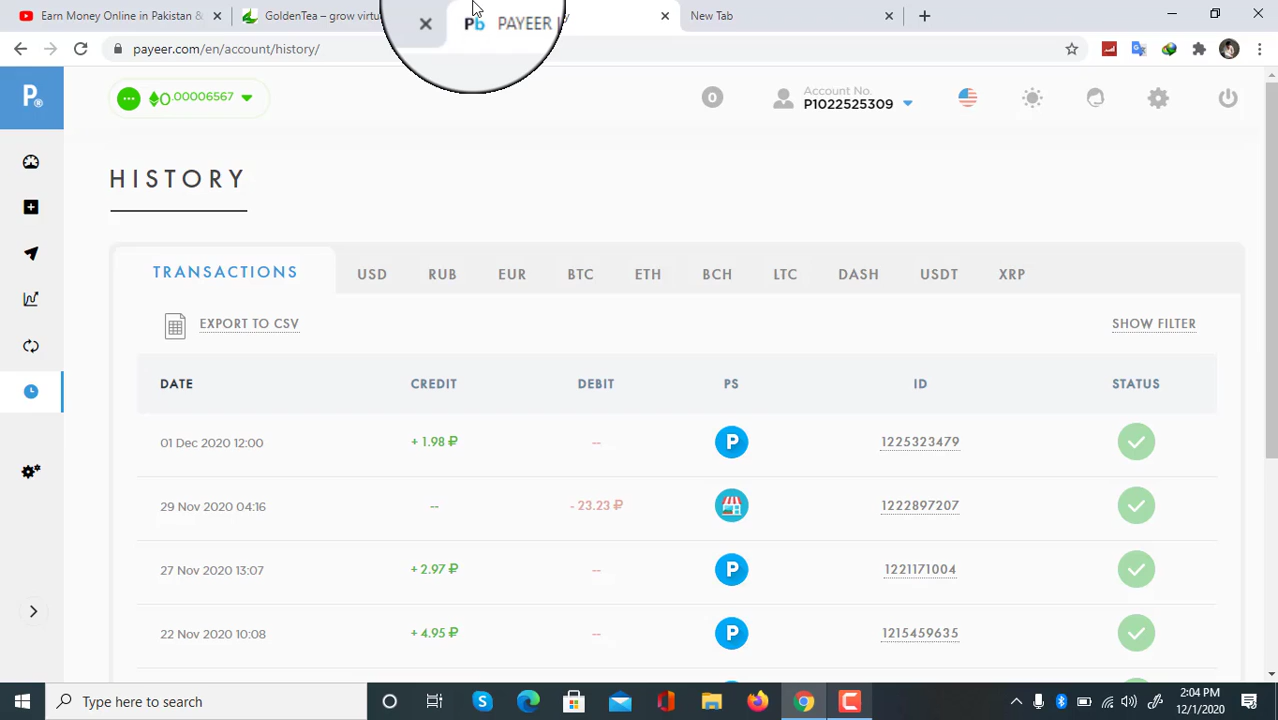 Earn Money Online in Pakistan &
GoldenTea – grow virtu
Pb PAYEER
New Tab
payeer.com/en/account/history/
P®
0.00006567
0
Account No.
P1022525309
HISTORY
TRANSACTIONS USD RUB EUR BTC ETH BCH LTC DASH USDT XRP
EXPORT TO CSV
SHOW FILTER
DATE CREDIT DEBIT PS ID STATUS
01 Dec 2020 12:00 + 1.98 ₽ -- P 1225323479
29 Nov 2020 04:16 -- - 23.23 ₽ 1222897207
27 Nov 2020 13:07 + 2.97 ₽ -- P 1221171004
22 Nov 2020 10:08 + 4.95 ₽ -- P 1215459635
Type here to search
2:04 PM
12/1/2020